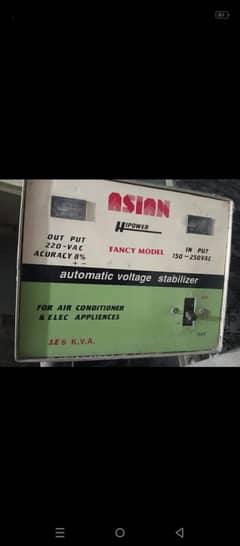 ASIAN
HIPOWER
OUT PUT
220-VAC
ACURACY 8%
+ -
FANCY MODEL
IN PUT
150-250VAC
automatic voltage stabilizer
FOR AIR CONDITIONER
& ELEC APPLIENCES
J.E 6 K.V.A.